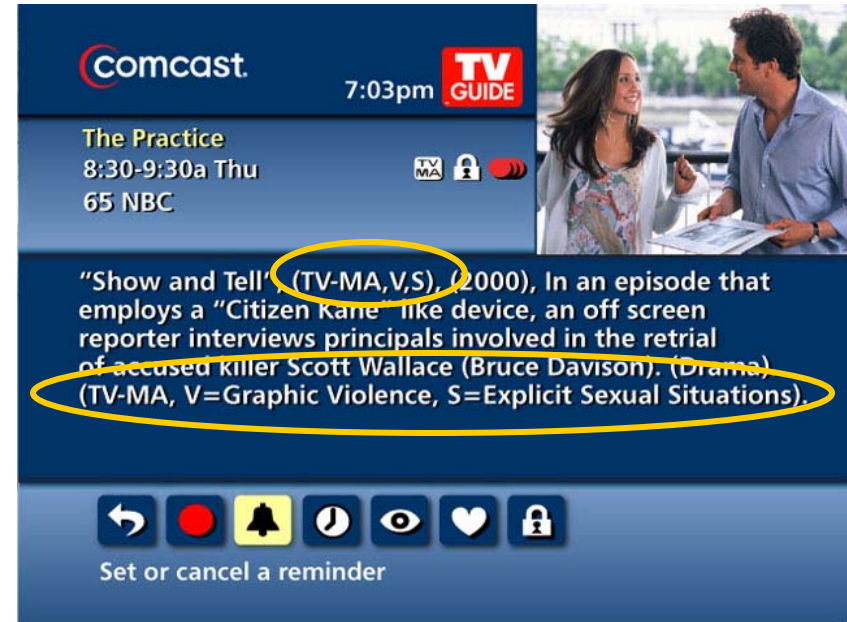 comcast.
7:03pm
TV
GUIDE
The Practice
8:30-9:30a Thu
TV
MA
65 NBC
"Show and Tell", (TV-MA,V,S), (2000), In an episode that
employs a "Citizen Kane" like device, an off screen
reporter interviews principals involved in the retrial
of accused killer Scott Wallace (Bruce Davison). (Drama)
(TV-MA, V=Graphic Violence, S=Explicit Sexual Situations).
Set or cancel a reminder